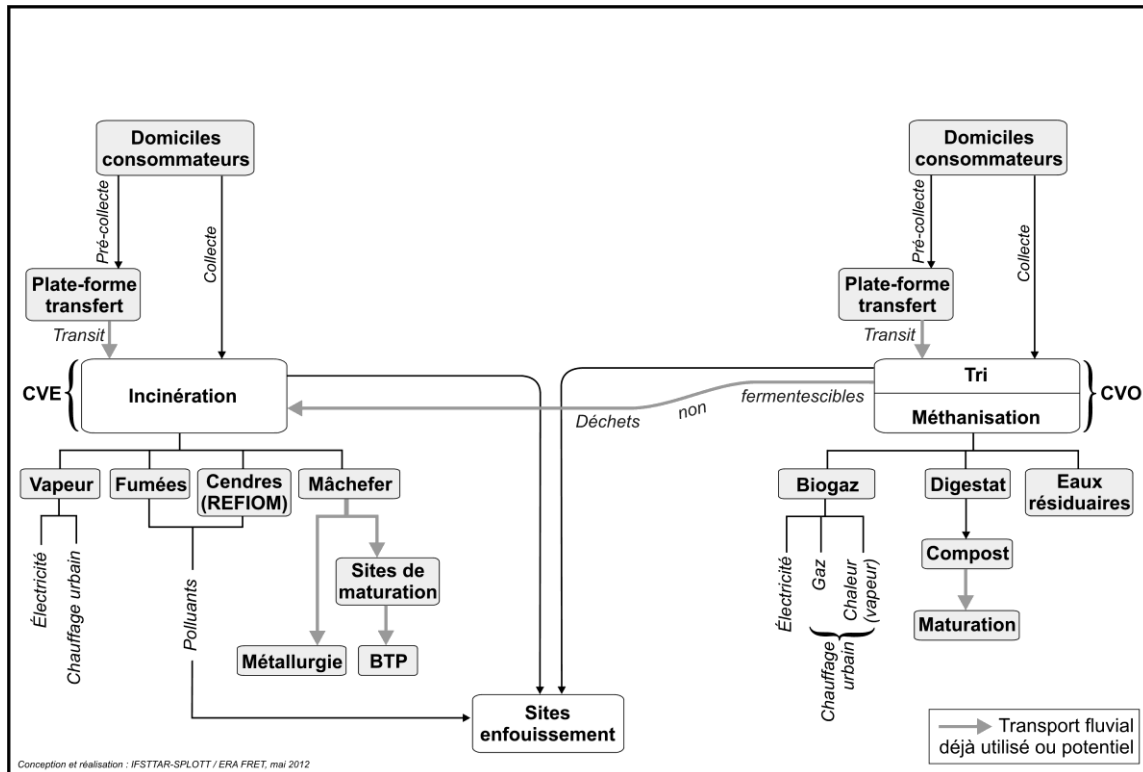 Domiciles
consommateurs
Pré-collecte
Collecte
Plate-forme
transfert
Transit
CVE
Incinération
Vapeur
Fumées
Cendres
(REFIOM)
Mâchefer
Électricité
Chauffage urbain
Polluants
Sites de
maturation
Métallurgie
BTP
Domiciles
consommateurs
Pré-collecte
Collecte
Plate-forme
transfert
Transit
Tri
Méthanisation
CVO
Déchets non fermentescibles
Biogaz
Digestat
Eaux
résiduaires
Électricité
Gaz
Chaleur
(vapeur)
Chauffage
urbain
Compost
Maturation
Sites
enfouissement
Transport fluvial
déjà utilisé ou potentiel
Conception et réalisation : IFSTTAR-SPLOTT / ERA FRET, mai 2012